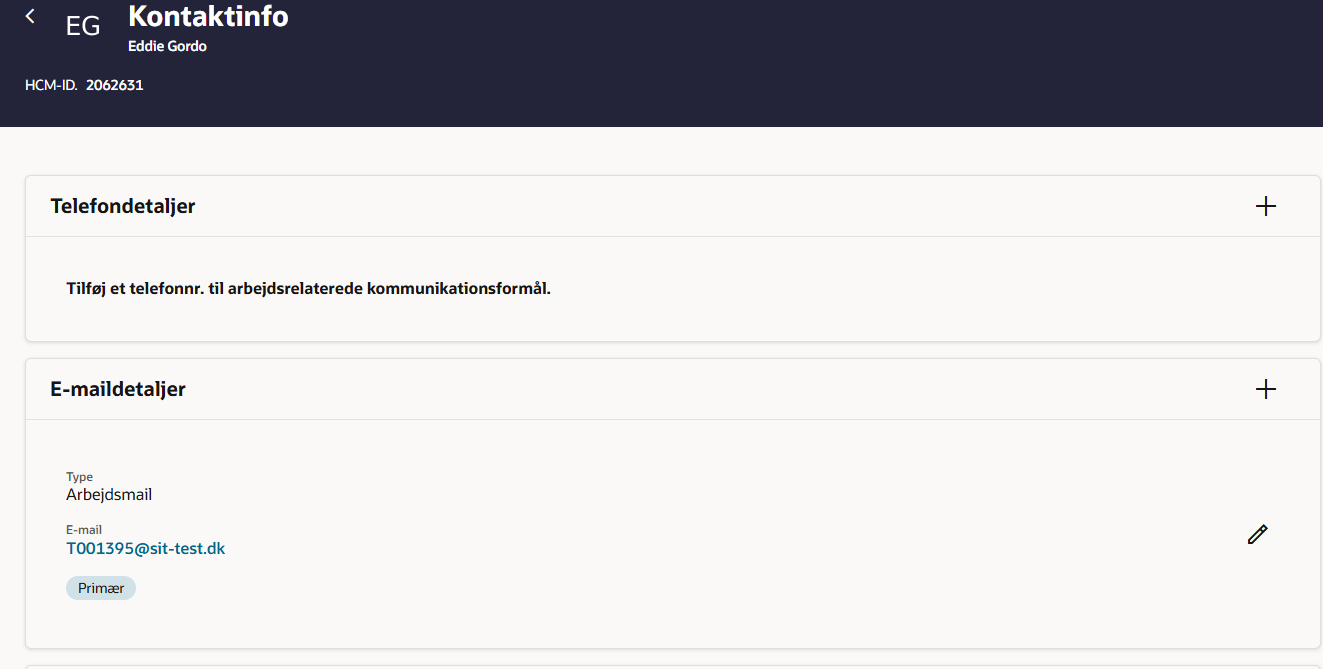 EG
Kontaktinfo
Eddie Gordo
HCM-ID. 2062631
Telefondetaljer
Tilføj et telefonnr. til arbejdsrelaterede kommunikationsformål.
E-maildetaljer
Type
Arbejdsmail
E-mail
T001395@sit-test.dk
Primær